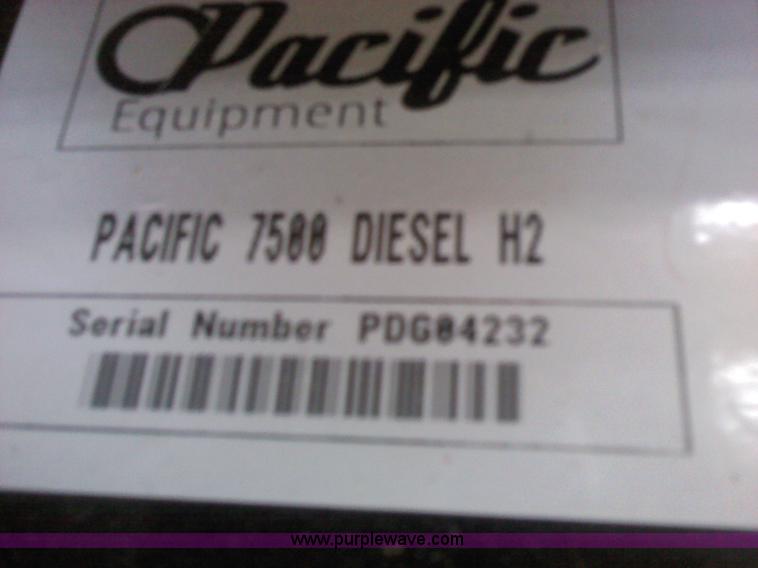 Pacific
Equipment
PACIFIC 7500 DIESEL H2
Serial Number PDG04232
www.purplewave.com